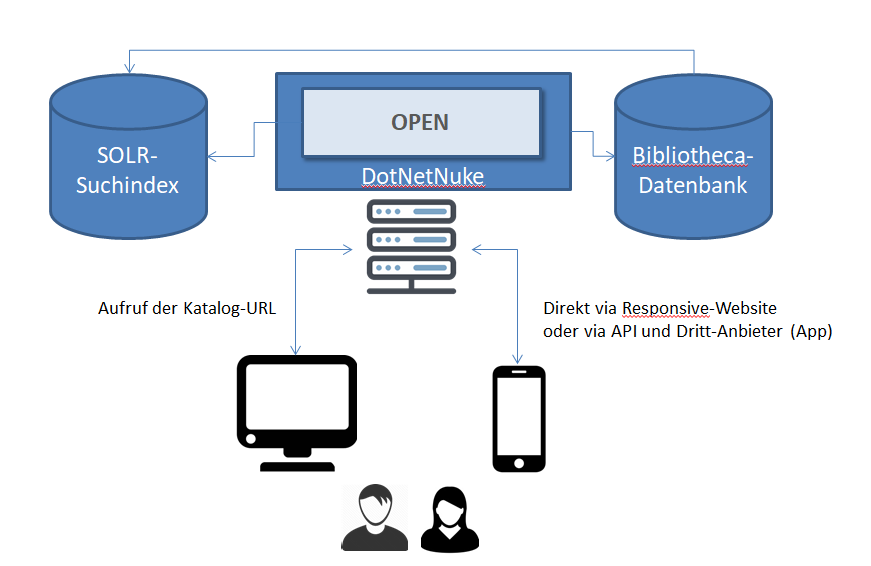 OPEN
SOLR-
Suchindex
DotNetNuke
Bibliotheca-
Datenbank
Aufruf der Katalog-URL
Direkt via Responsive-Website
oder via API und Dritt-Anbieter (App)